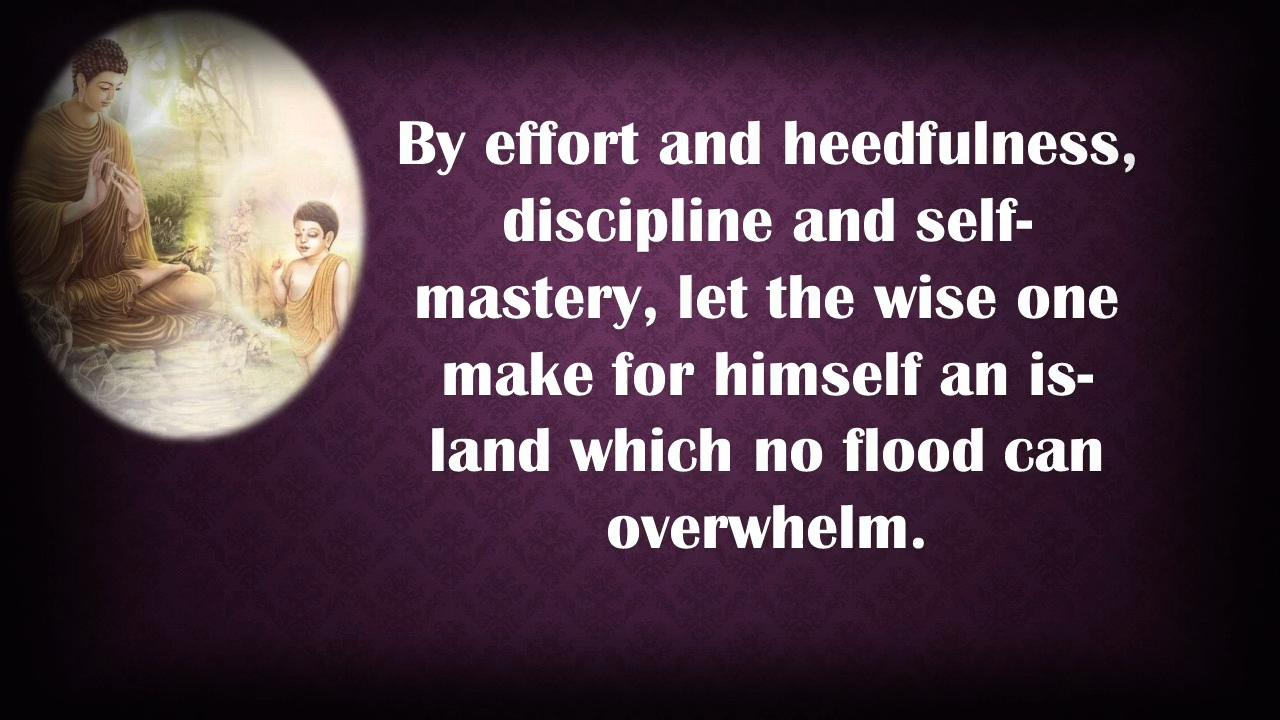 By effort and heedfulness,
discipline and self-
mastery, let the wise one
make for himself an is-
land which no flood can
overwhelm.